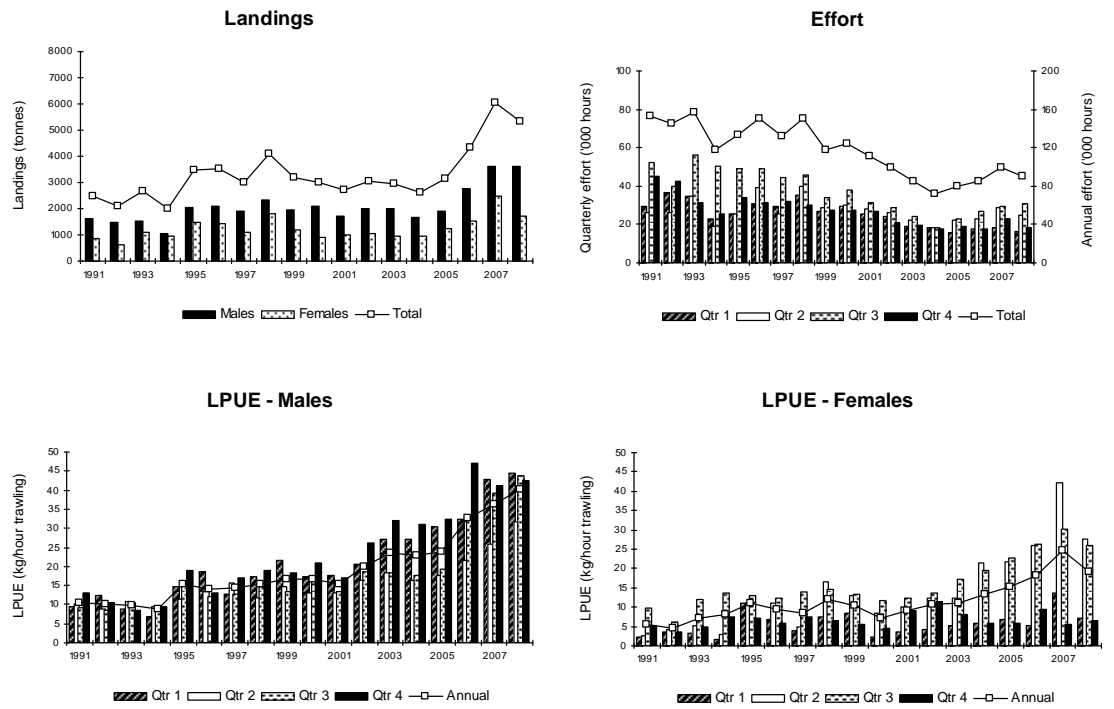 Landings
Landings (tonnes)
8000
7000
6000
5000
4000
3000
2000
1000
0
1991 1993 1995 1997 1999 2001 2003 2005 2007
Males Females Total
Effort
Quarterly effort ('000 hours)
100
80
60
40
20
0
200
160
120
80
40
0
Annual effort ('000 hours)
1991 1993 1995 1997 1999 2001 2003 2005 2007
Qtr 1 Qtr 2 Qtr 3 Qtr 4 Total
LPUE - Males
LPUE (kg/hour trawling)
50
45
40
35
30
25
20
15
10
5
0
1991 1993 1995 1997 1999 2001 2003 2005 2007
Qtr 1 Qtr 2 Qtr 3 Qtr 4 Annual
LPUE - Females
LPUE (kg/hour trawling)
50
45
40
35
30
25
20
15
10
5
0
1991 1993 1995 1997 1999 2001 2003 2005 2007
Qtr 1 Qtr 2 Qtr 3 Qtr 4 Annual